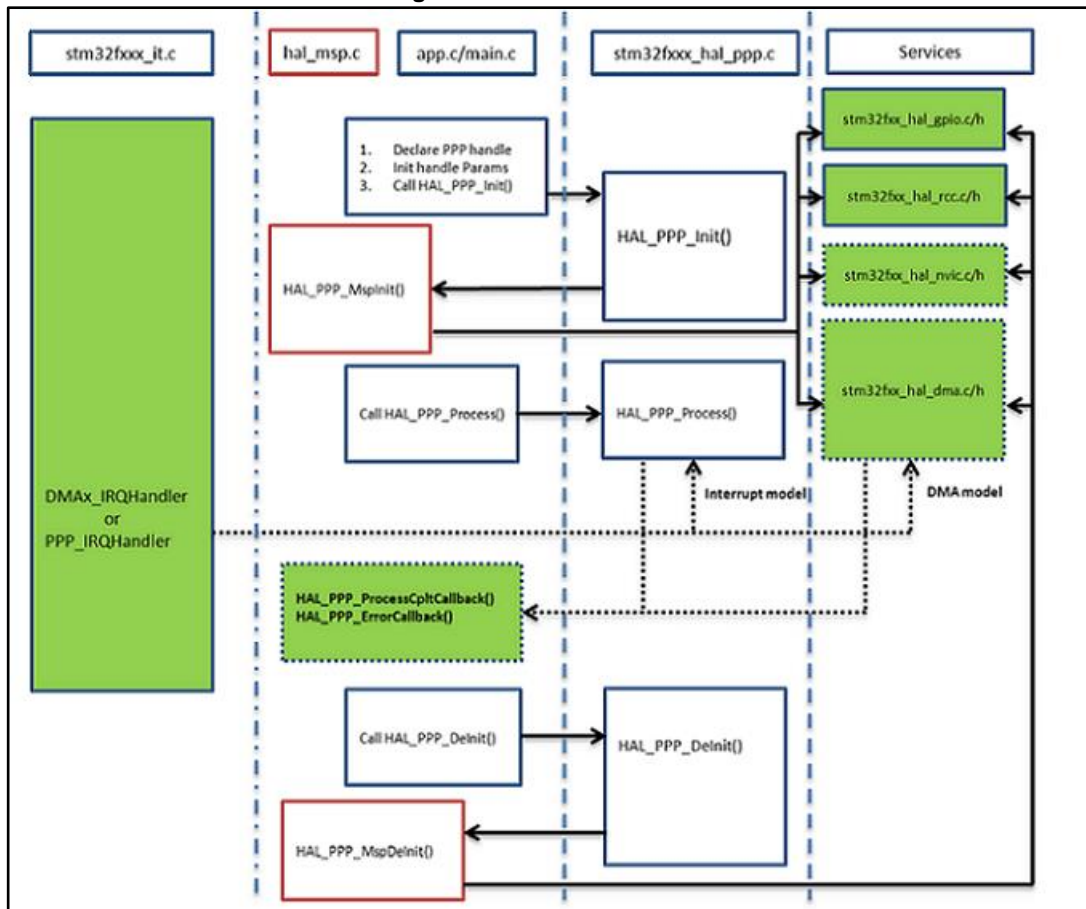 stm32fxxx_it.c
hal_msp.c
app.c/main.c
stm32fxxx_hal_ppp.c
Services
stm32fxx_hal_gpio.c/h
1. Declare PPP handle
2. Init handle Params
3. Call HAL_PPP_Init()
stm32fxx_hal_rcc.c/h
HAL_PPP_Init()
stm32fxx_hal_nvic.c/h
HAL_PPP_MspInit()
stm32fxx_hal_dma.c/h
Call HAL_PPP_Process()
HAL_PPP_Process()
DMAx_IRQHandler
or
PPP_IRQHandler
Interrupt model
DMA model
HAL_PPP_ProcessCpltCallback()
HAL_PPP_ErrorCallback()
Call HAL_PPP_DeInit()
HAL_PPP_DeInit()
HAL_PPP_MspDeInit()